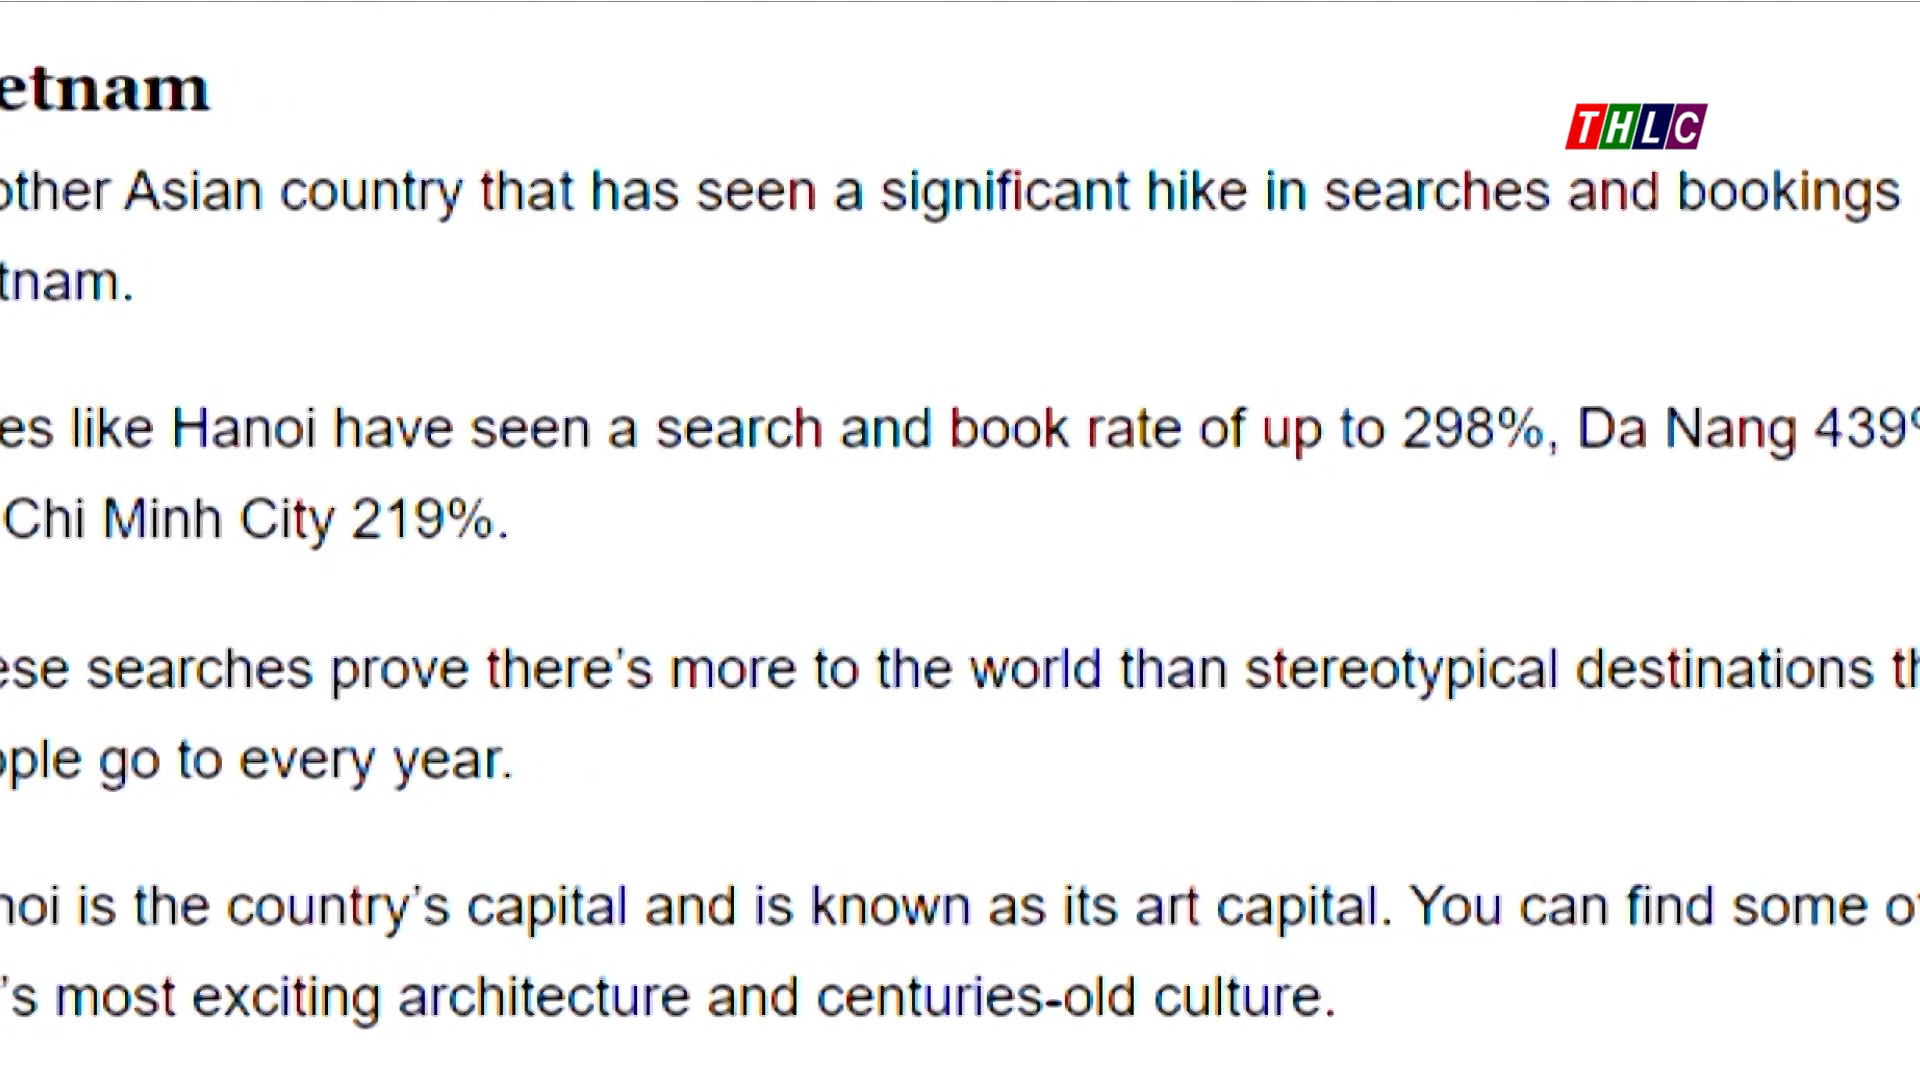 etnam
THLC
other Asian country that has seen a significant hike in searches and bookings
tnam.
es like Hanoi have seen a search and book rate of up to 298%, Da Nang 439%
Chi Minh City 219%.
ese searches prove there's more to the world than stereotypical destinations th
ople go to every year.
noi is the country's capital and is known as its art capital. You can find some of
's most exciting architecture and centuries-old culture.